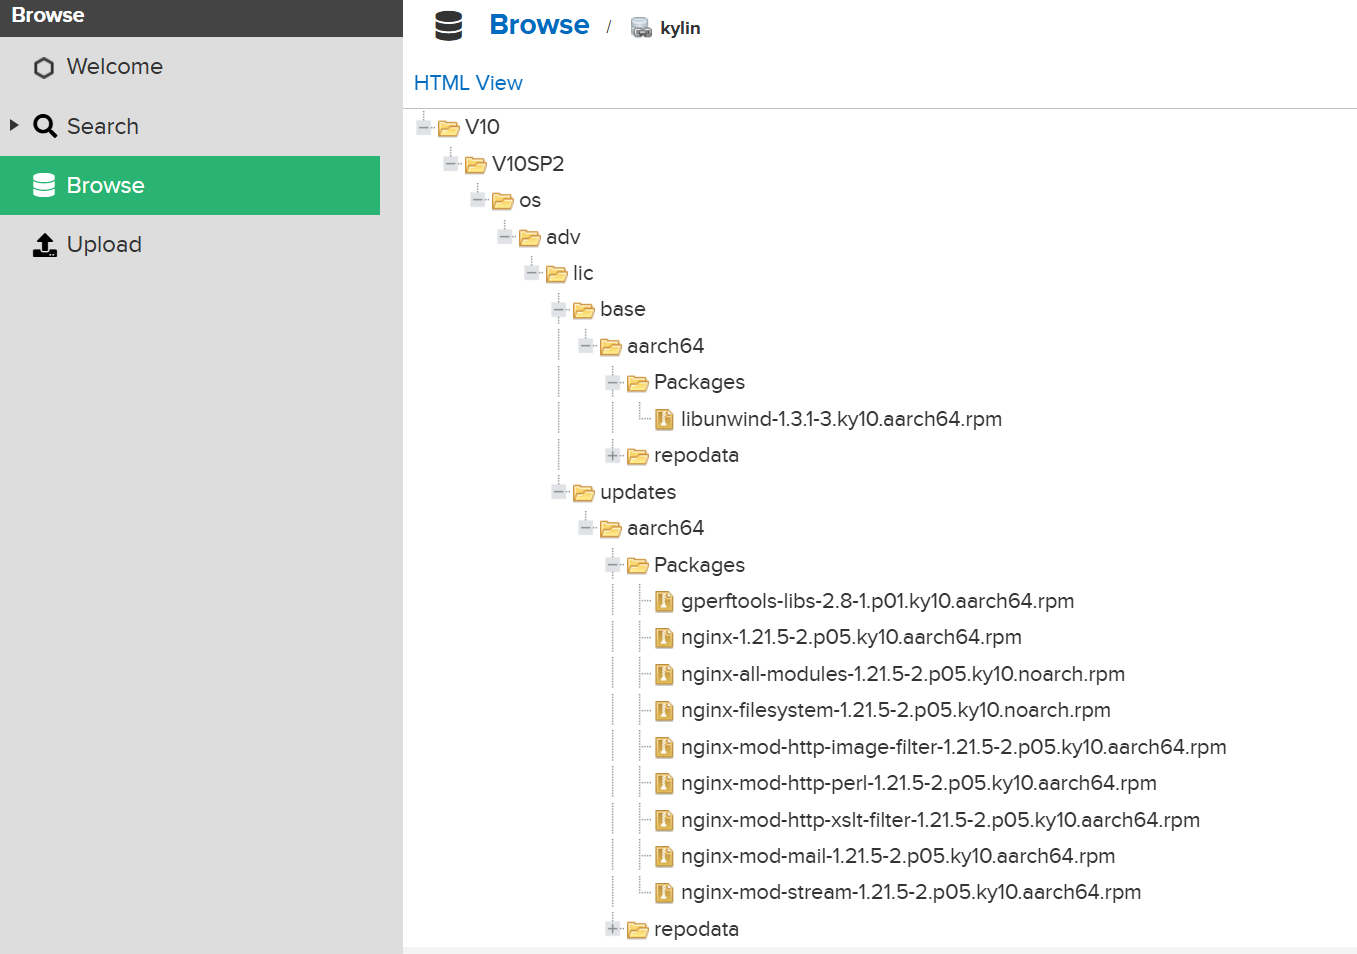 Browse
Welcome
Search
Browse
Upload
Browse / kylin
HTML View
V10
V10SP2
os
adv
lic
base
aarch64
Packages
libunwind-1.3.1-3.ky10.aarch64.rpm
repodata
updates
aarch64
Packages
gperftools-libs-2.8-1.p01.ky10.aarch64.rpm
nginx-1.21.5-2.p05.ky10.aarch64.rpm
nginx-all-modules-1.21.5-2.p05.ky10.noarch.rpm
nginx-filesystem-1.21.5-2.p05.ky10.noarch.rpm
nginx-mod-http-image-filter-1.21.5-2.p05.ky10.aarch64.rpm
nginx-mod-http-perl-1.21.5-2.p05.ky10.aarch64.rpm
nginx-mod-http-xslt-filter-1.21.5-2.p05.ky10.aarch64.rpm
nginx-mod-mail-1.21.5-2.p05.ky10.aarch64.rpm
nginx-mod-stream-1.21.5-2.p05.ky10.aarch64.rpm
repodata